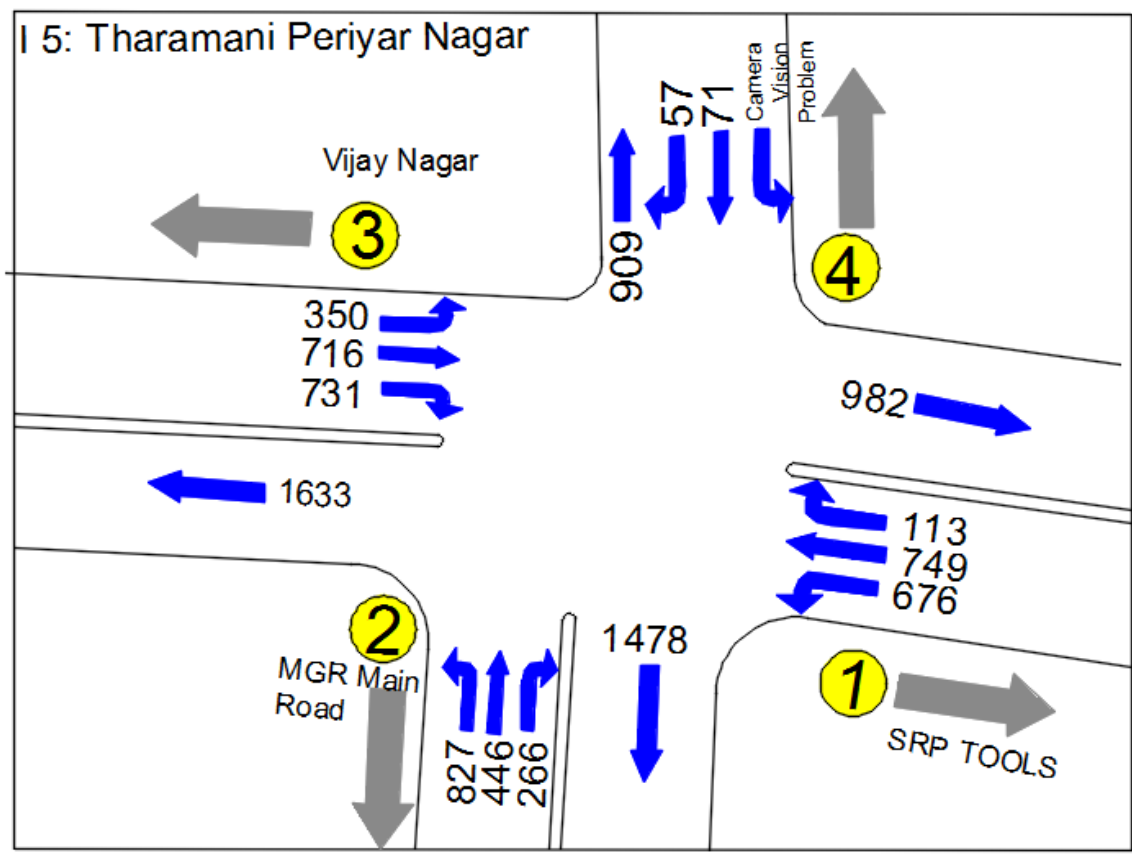 I 5: Tharamani Periyar Nagar
57
71
Camera
Vision
Problem
Vijay Nagar
3
4
909
350
716
731
982
1633
113
749
676
2
1478
MGR Main
Road
1
SRP TOOLS
827
446
266